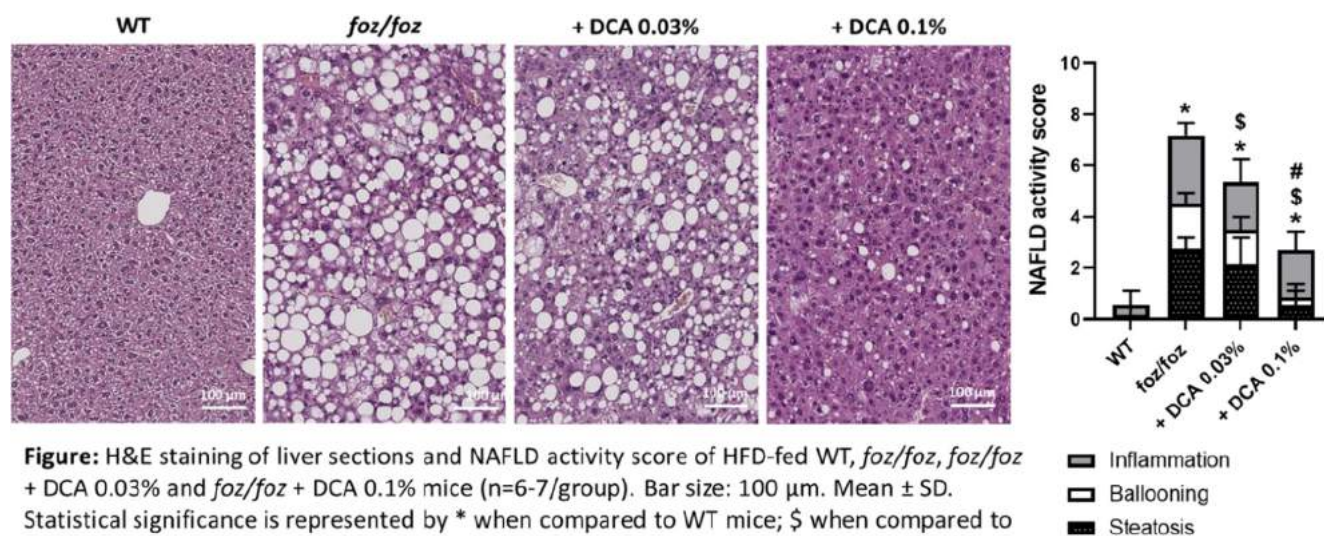 WT
foz/foz
+ DCA 0.03%
+ DCA 0.1%
100 µm
100 µm
100 µm
100 µm
NAFLD activity score
10
8
6
4
2
0
*
$
*
#
$
*
WT
foz/foz
+ DCA 0.03%
+ DCA 0.1%
Inflammation
Ballooning
Steatosis
Figure: H&E staining of liver sections and NAFLD activity score of HFD-fed WT, foz/foz, foz/foz
+ DCA 0.03% and foz/foz + DCA 0.1% mice (n=6-7/group). Bar size: 100 µm. Mean ± SD.
Statistical significance is represented by * when compared to WT mice; $ when compared to